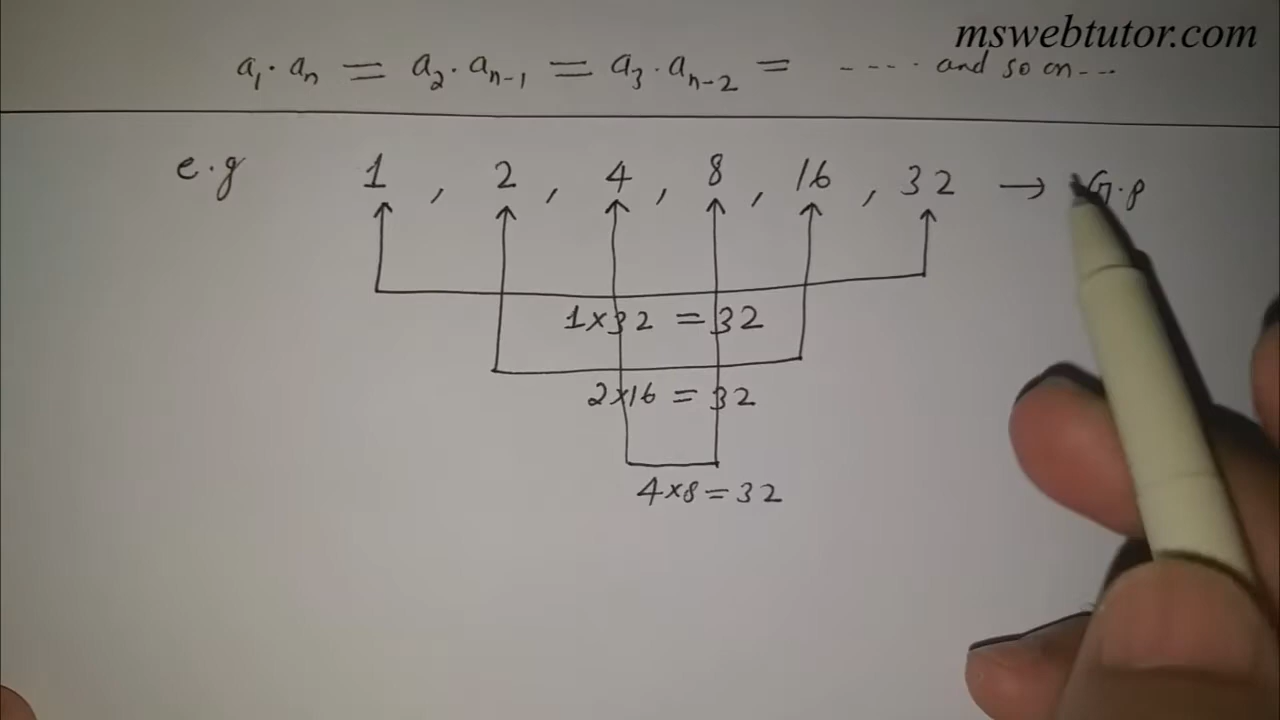 mswebtutor.com
a₁·aₙ = a₂·aₙ₋₁ = a₃·aₙ₋₂ = ---- and so on---
e.g 1 , 2 , 4 , 8 , 16 , 32 → G.P
1×32 = 32
2×16 = 32
4×8=32